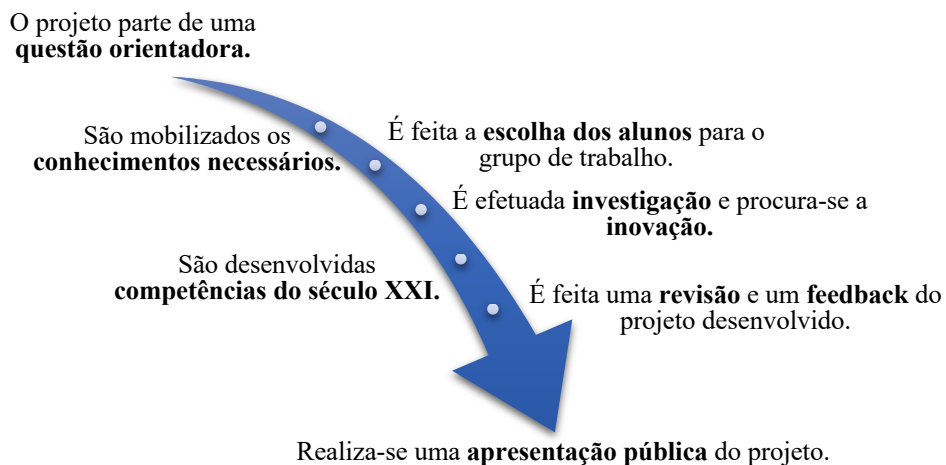 O projeto parte de uma
questão orientadora.
É feita a escolha dos alunos para o
grupo de trabalho.
São mobilizados os
conhecimentos necessários.
É efetuada investigação e procura-se a
inovação.
São desenvolvidas
competências do século XXI.
É feita uma revisão e um feedback do
projeto desenvolvido.
Realiza-se uma apresentação pública do projeto.